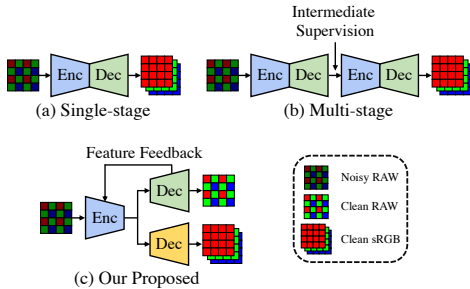 Intermediate
Supervision
Enc Dec
Enc Dec Enc Dec
(a) Single-stage
(b) Multi-stage
Feature Feedback
Dec
Enc
Dec
(c) Our Proposed
Noisy RAW
Clean RAW
Clean sRGB